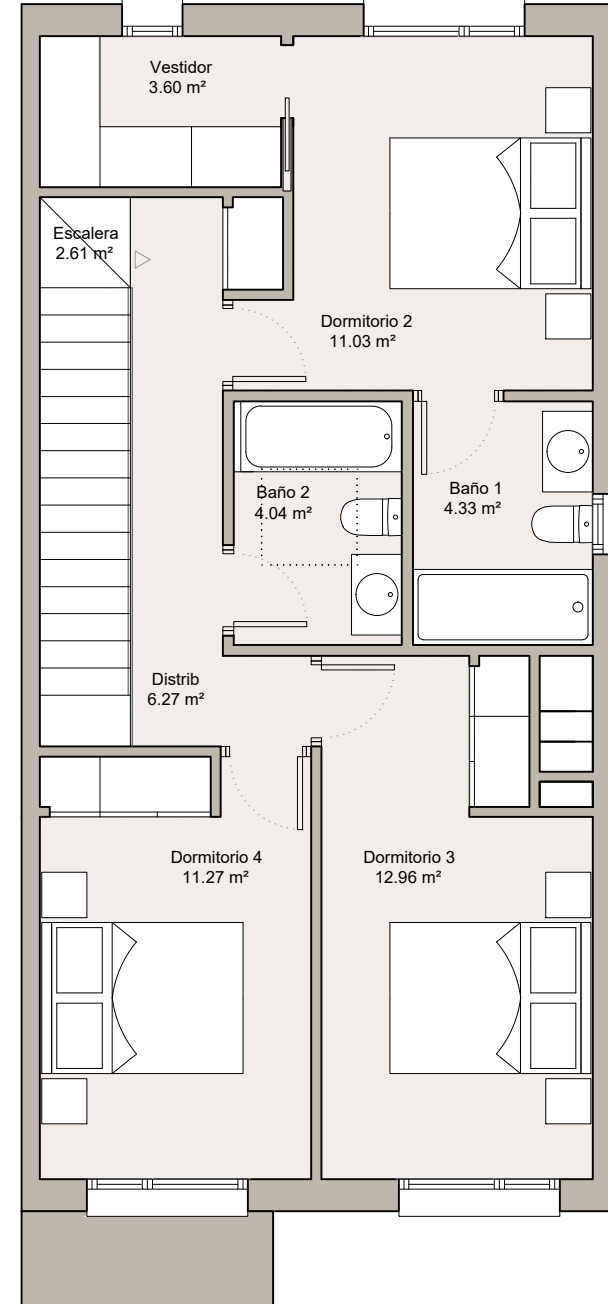 Vestidor
3.60 m²
Escalera
2.61 m²
Dormitorio 2
11.03 m²
Baño 2
4.04 m²
Baño 1
4.33 m²
Distrib
6.27 m²
Dormitorio 4
11.27 m²
Dormitorio 3
12.96 m²